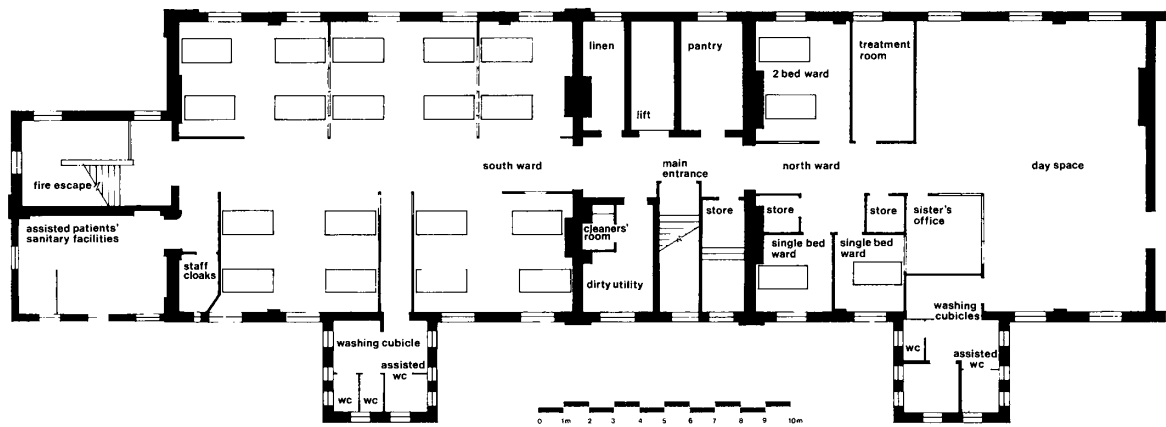 linen
pantry
2 bed ward
treatment
room
lift
fire escape
south ward
main
entrance
north ward
day space
assisted patients'
sanitary facilities
staff
cloaks
cleaners'
room
store
store
store
sister's
office
single bed
ward
single bed
ward
dirty utility
washing cubicle
assisted
wc
wc
wc
washing
cubicles
wc
assisted
wc
0 1m 2 3 4 5 6 7 8 9 10m